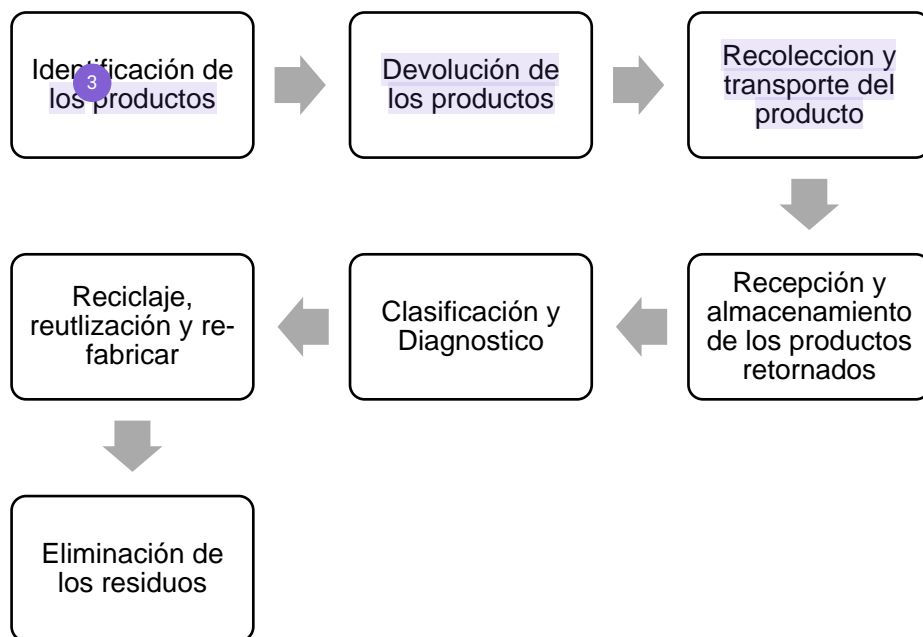 Identificación de
los productos
3
Devolución de
los productos
Recoleccion y
transporte del
producto
Reciclaje,
reutlización y re-
fabricar
Clasificación y
Diagnostico
Recepción y
almacenamiento
de los productos
retornados
Eliminación de
los residuos